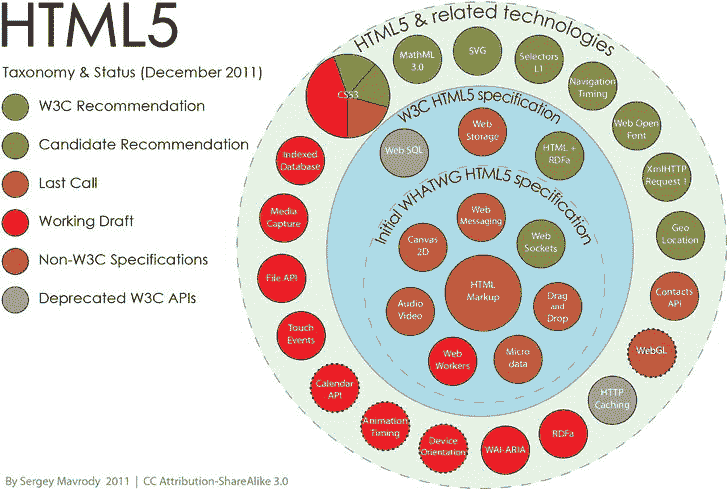 HTML5
Taxonomy & Status (December 2011)
W3C Recommendation
Candidate Recommendation
Last Call
Working Draft
Non-W3C Specifications
Deprecated W3C APIs
HTML5 & related technologies
CSS3
MathML
3.0
SVG
Selectors
L1
Navigation
Timing
Web Open
Font
XmlHTTP
Request 1
Geo
Location
Contacts
API
WebGL
HTTP
Caching
RDFa
WAI-ARIA
Device
Orientation
Animation
Timing
Calendar
API
Touch
Events
File API
Media
Capture
Indexed
Database
W3C HTML5 specification
Web SQL
Web
Storage
HTML +
RDFa
Initial WHATWG HTML5 specification
Web
Messaging
Canvas
2D
Web
Sockets
HTML
Markup
Audio
Video
Drag
and
Drop
Web
Workers
Micro
data
By Sergey Mavrody 2011 | CC Attribution-ShareAlike 3.0